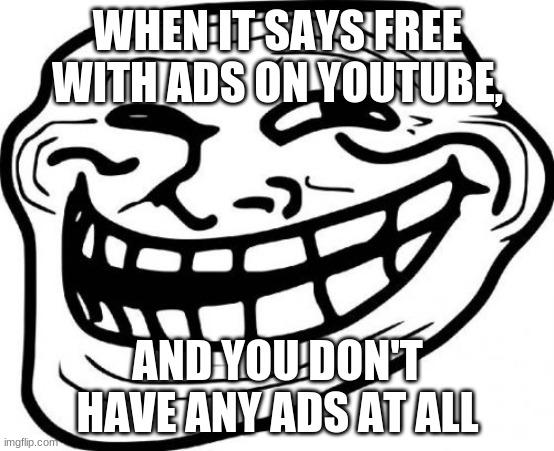 WHEN IT SAYS FREE
WITH ADS ON YOUTUBE,
AND YOU DON'T
HAVE ANY ADS AT ALL
imgflip.com